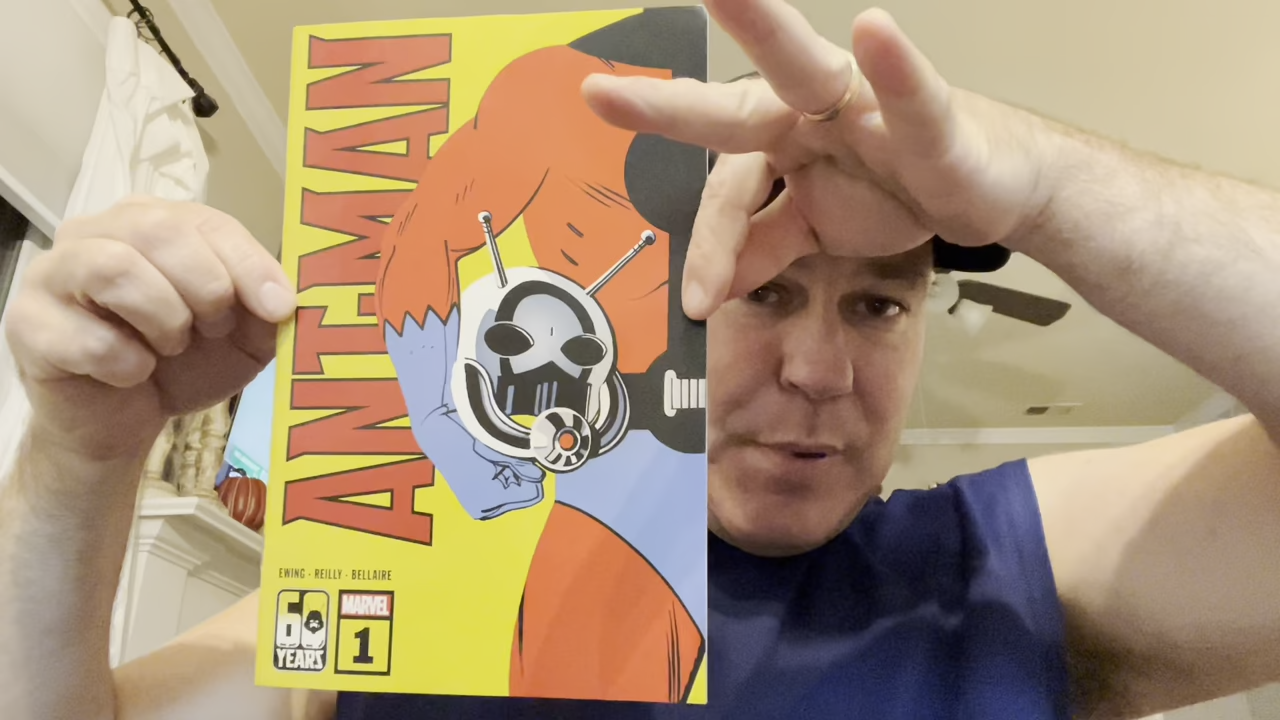 ANT-MAN
EWING · REILLY · BELLAIRE
60
YEARS
MARVEL
1